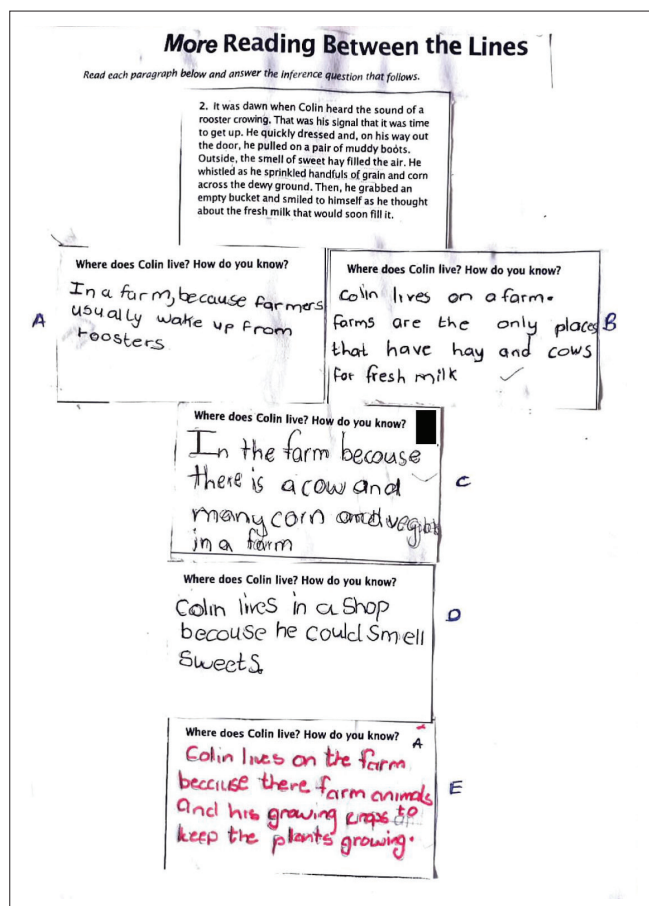 More Reading Between the Lines
Read each paragraph below and answer the inference question that follows.
2. It was dawn when Colin heard the sound of a
rooster crowing. That was his signal that it was time
to get up. He quickly dressed and, on his way out
the door, he pulled on a pair of muddy boots.
Outside, the smell of sweet hay filled the air. He
whistled as he sprinkled handfuls of grain and corn
across the dewy ground. Then, he grabbed an
empty bucket and smiled to himself as he thought
about the fresh milk that would soon fill it.
Where does Colin live? How do you know?
A
In a farm, because farmers
usually wake up from
roosters
Where does Colin live? How do you know?
Colin lives on a farm.
farms are the only places
B
that have hay and cows
for fresh milk
Where does Colin live? How do you know?
In the farm becouse
there is a cow and
C
many corn and
in a farm
Where does Colin live? How do you know?
Colin lives in a shop
D
becouse he could smell
sweets
Where does Colin live? How do you know?
A
Colin lives on the farm
because there farm animals
E
and his growing crops to
keep the plants growing.